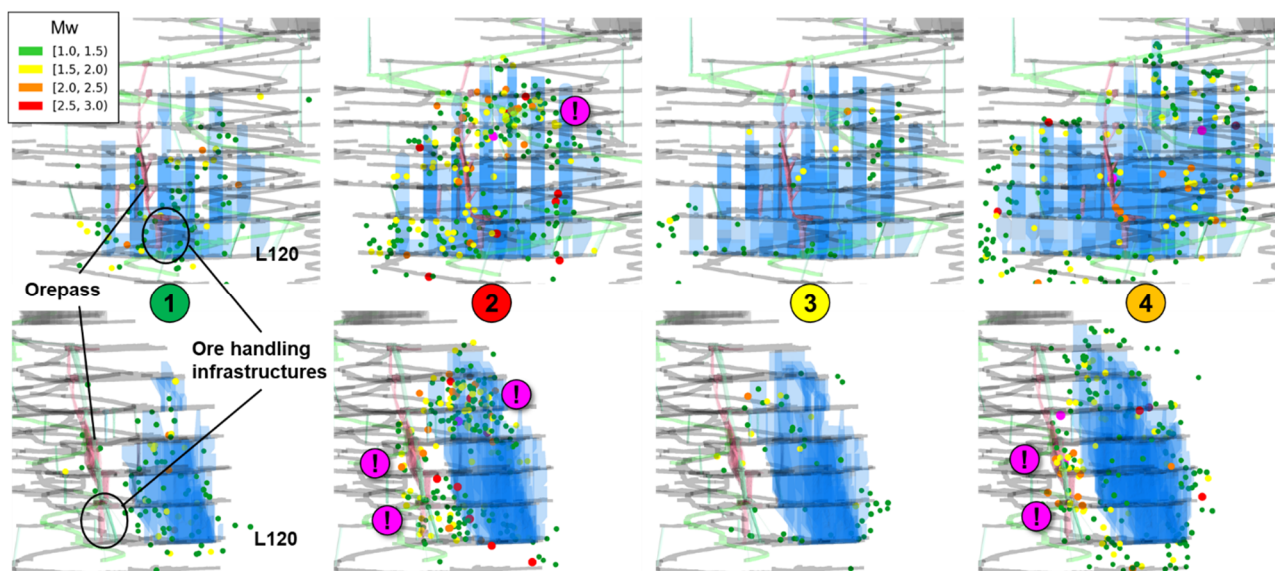 Mw
[1.0, 1.5)
[1.5, 2.0)
[2.0, 2.5)
[2.5, 3.0)
!
L120
Orepass
1
2
3
4
Ore handling
infrastructures
!
!
!
!
!
L120